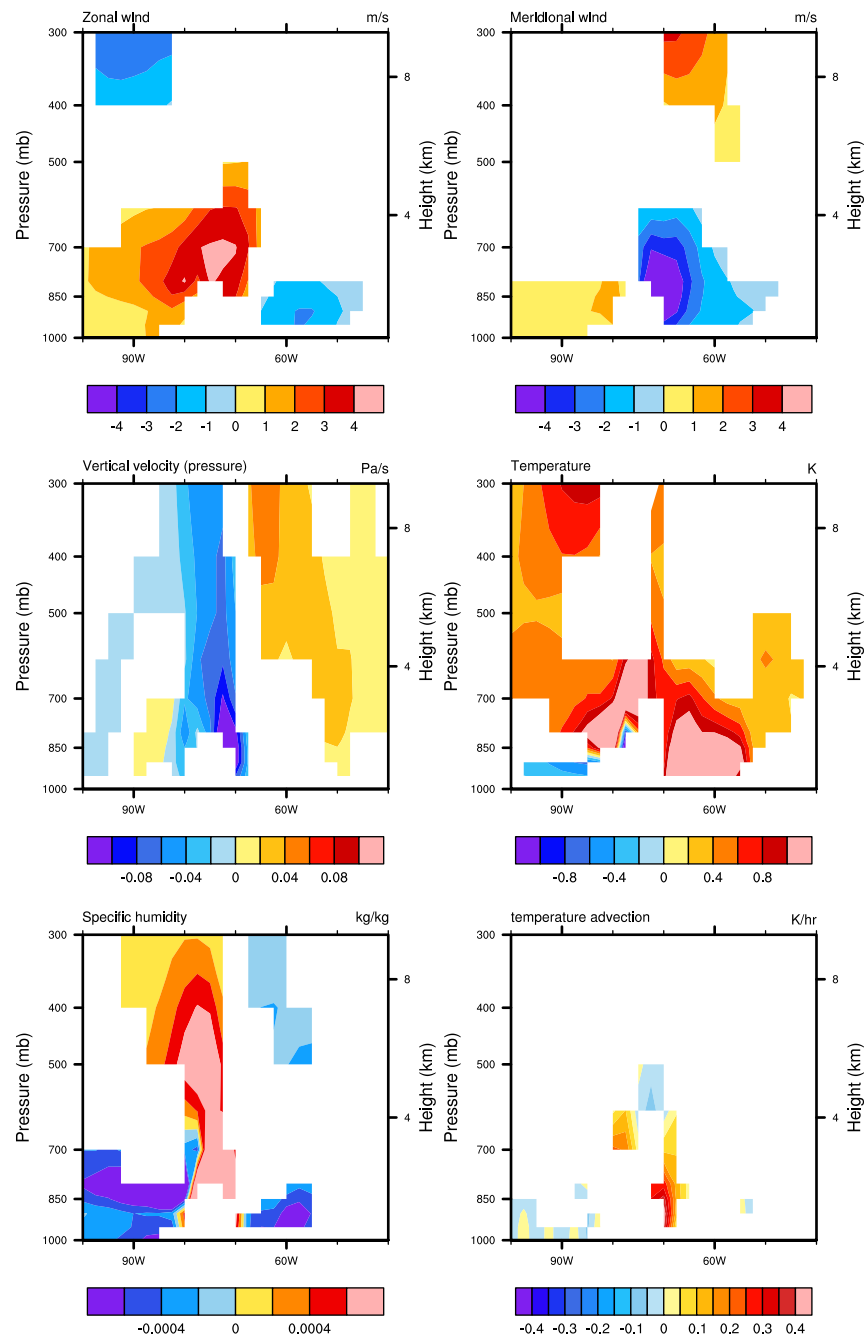 Zonal wind m/s
300
400
500
700
850
1000
Pressure (mb)
8
4
Height (km)
90W 60W
-4 -3 -2 -1 0 1 2 3 4
Meridional wind m/s
300
400
500
700
850
1000
Pressure (mb)
8
4
Height (km)
90W 60W
-4 -3 -2 -1 0 1 2 3 4
Vertical velocity (pressure) Pa/s
300
400
500
700
850
1000
Pressure (mb)
8
4
Height (km)
90W 60W
-0.08 -0.04 0 0.04 0.08
Temperature K
300
400
500
700
850
1000
Pressure (mb)
8
4
Height (km)
90W 60W
-0.8 -0.4 0 0.4 0.8
Specific humidity kg/kg
300
400
500
700
850
1000
Pressure (mb)
8
4
Height (km)
90W 60W
-0.0004 0 0.0004
temperature advection K/hr
300
400
500
700
850
1000
Pressure (mb)
8
4
Height (km)
90W 60W
-0.4 -0.3 -0.2 -0.1 0 0.1 0.2 0.3 0.4